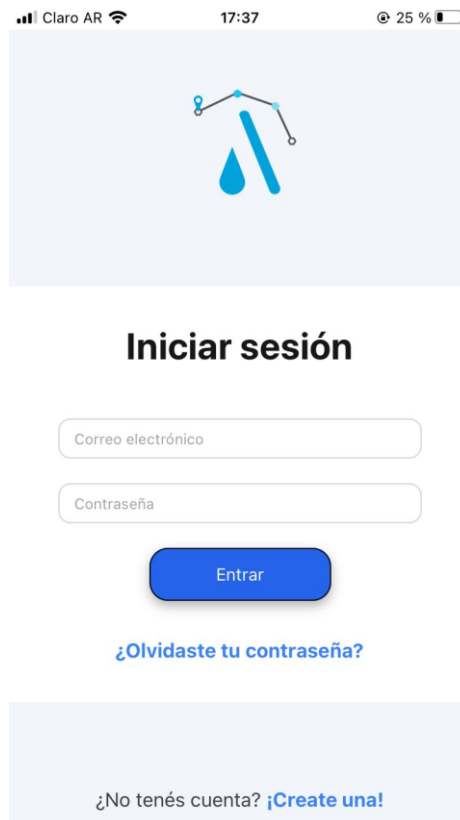 Claro AR 17:37 25 %
Iniciar sesión
Correo electrónico
Contraseña
Entrar
¿Olvidaste tu contraseña?
¿No tenés cuenta? ¡Create una!